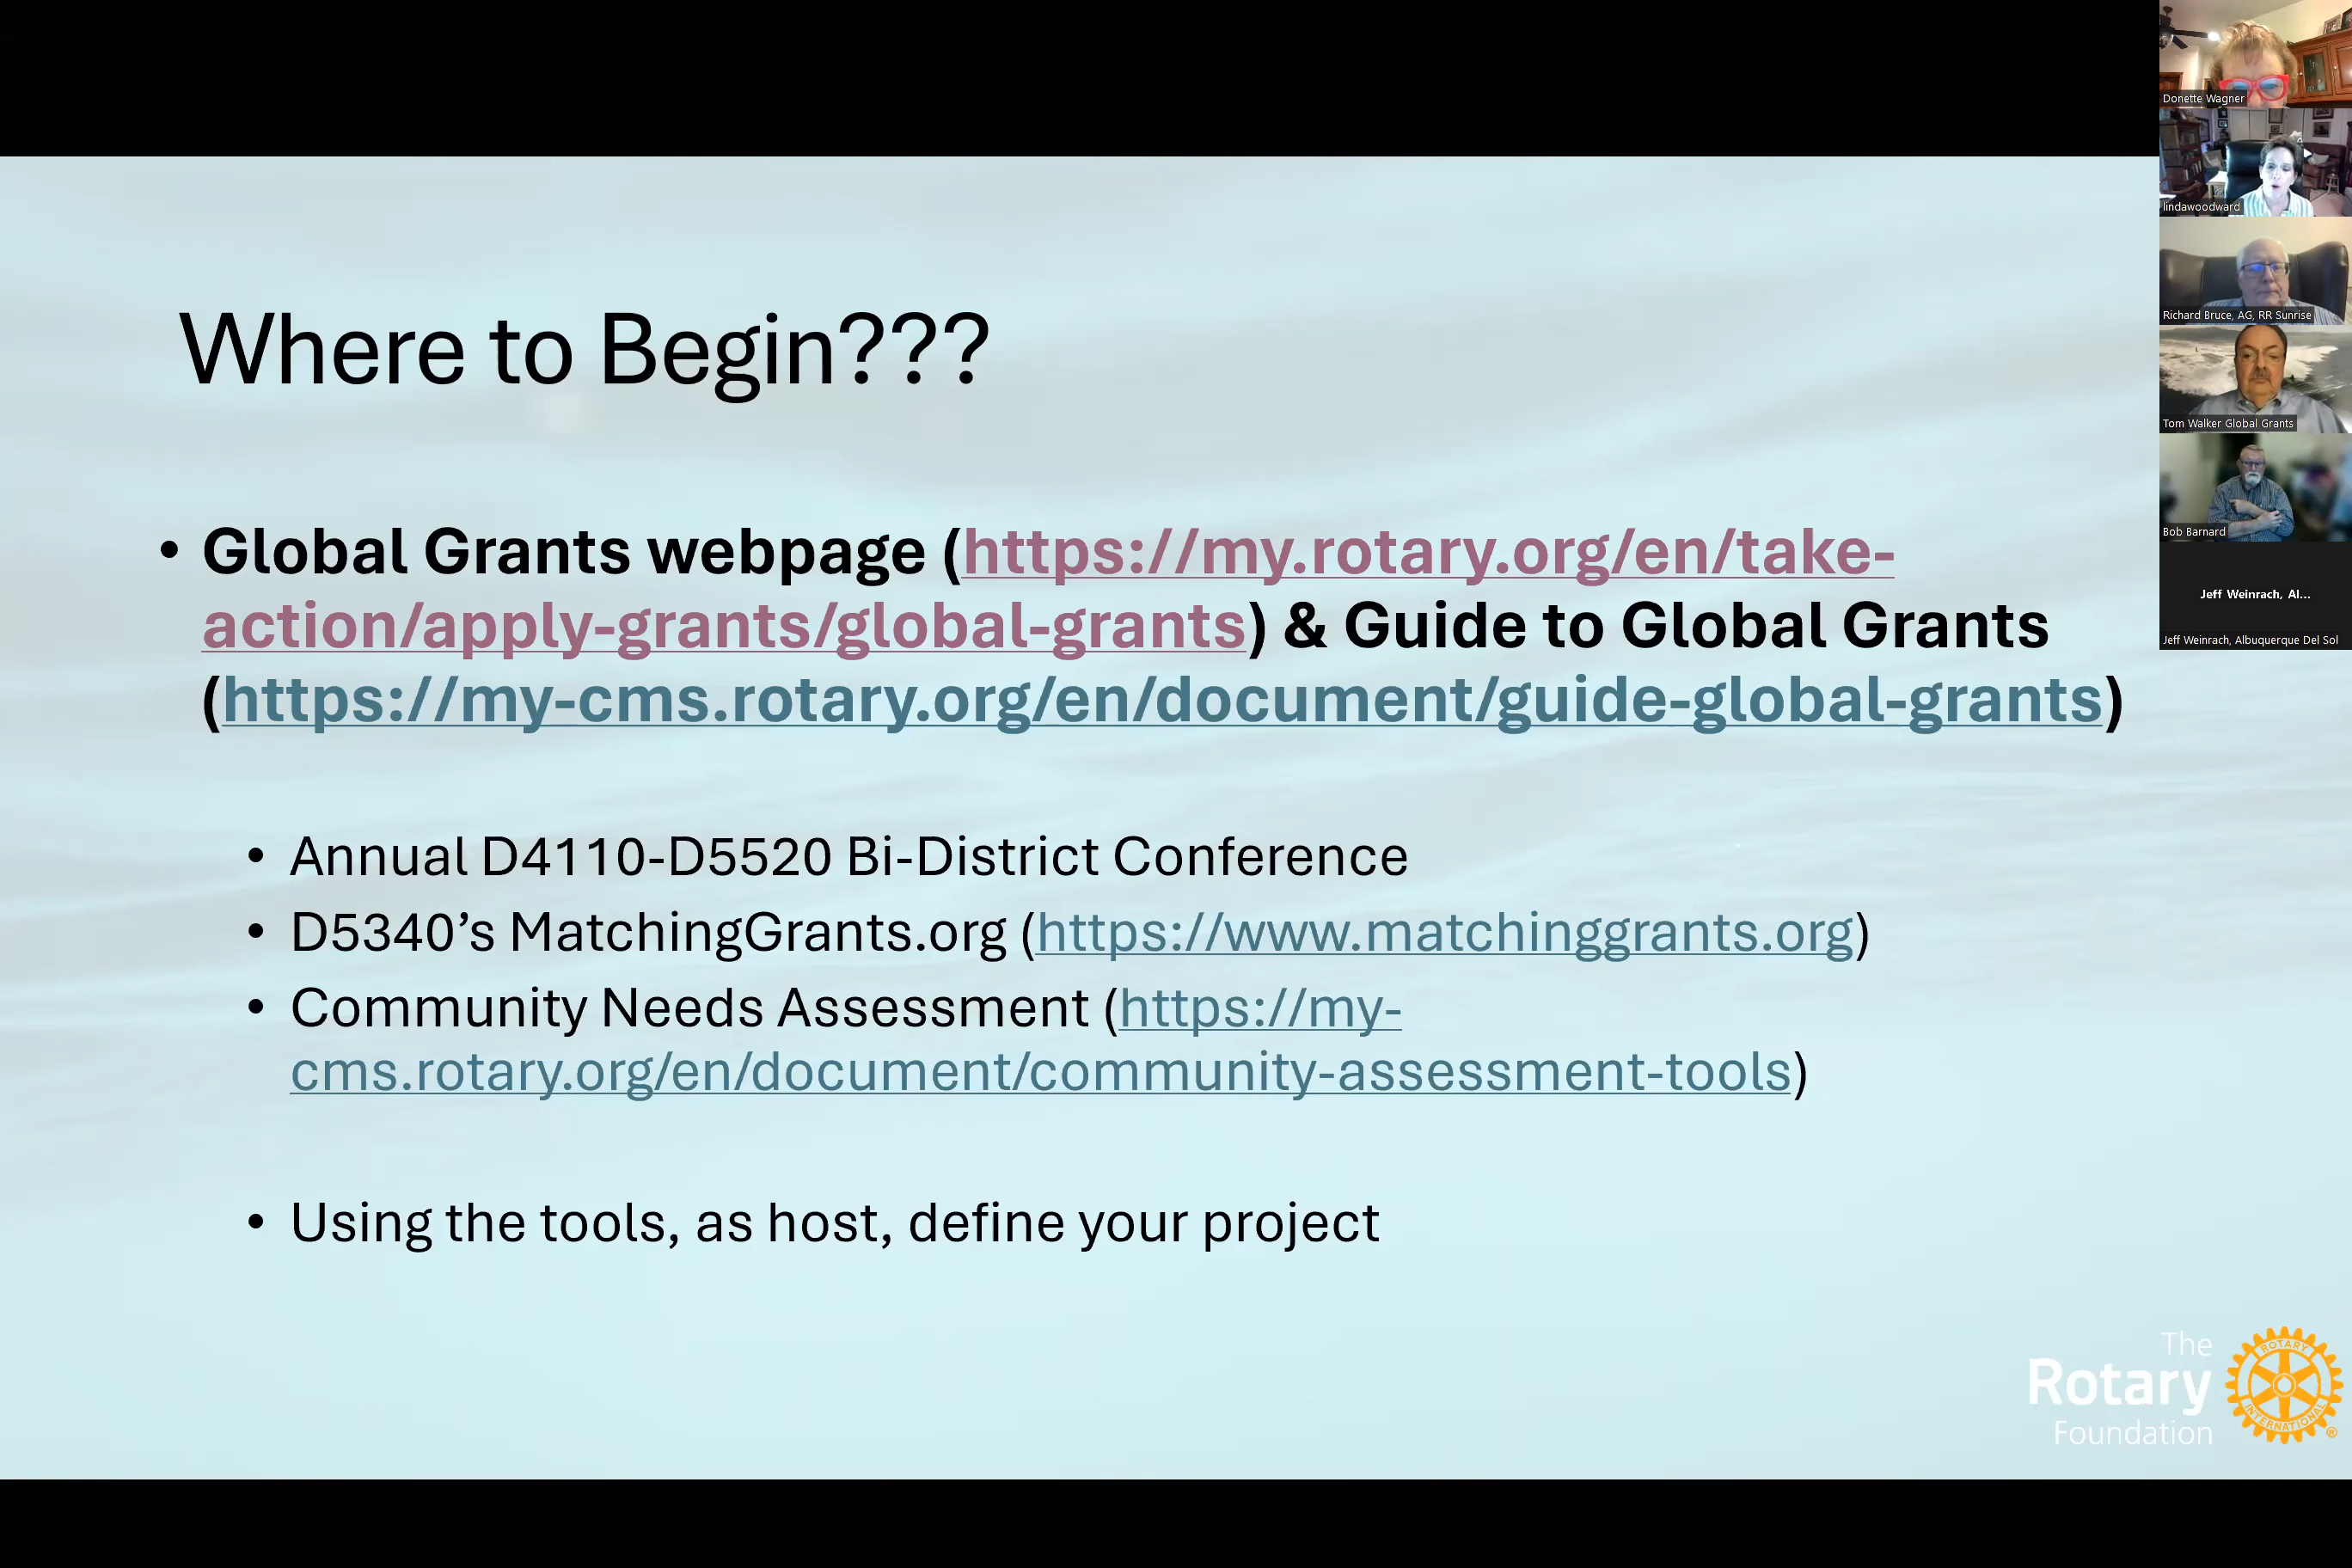 Where to Begin???
• Global Grants webpage (https://my.rotary.org/en/take-
action/apply-grants/global-grants) & Guide to Global Grants
(https://my-cms.rotary.org/en/document/guide-global-grants)
• Annual D4110-D5520 Bi-District Conference
• D5340’s MatchingGrants.org (https://www.matchinggrants.org)
• Community Needs Assessment (https://my-
cms.rotary.org/en/document/community-assessment-tools)
• Using the tools, as host, define your project
The
Rotary
Foundation
ROTARY
INTERNATIONAL
®
Donette Wagner
lindawoodward
Richard Bruce, AG, RR Sunrise
Tom Walker Global Grants
Bob Barnard
Jeff Weinrach, Al...
Jeff Weinrach, Albuquerque Del Sol